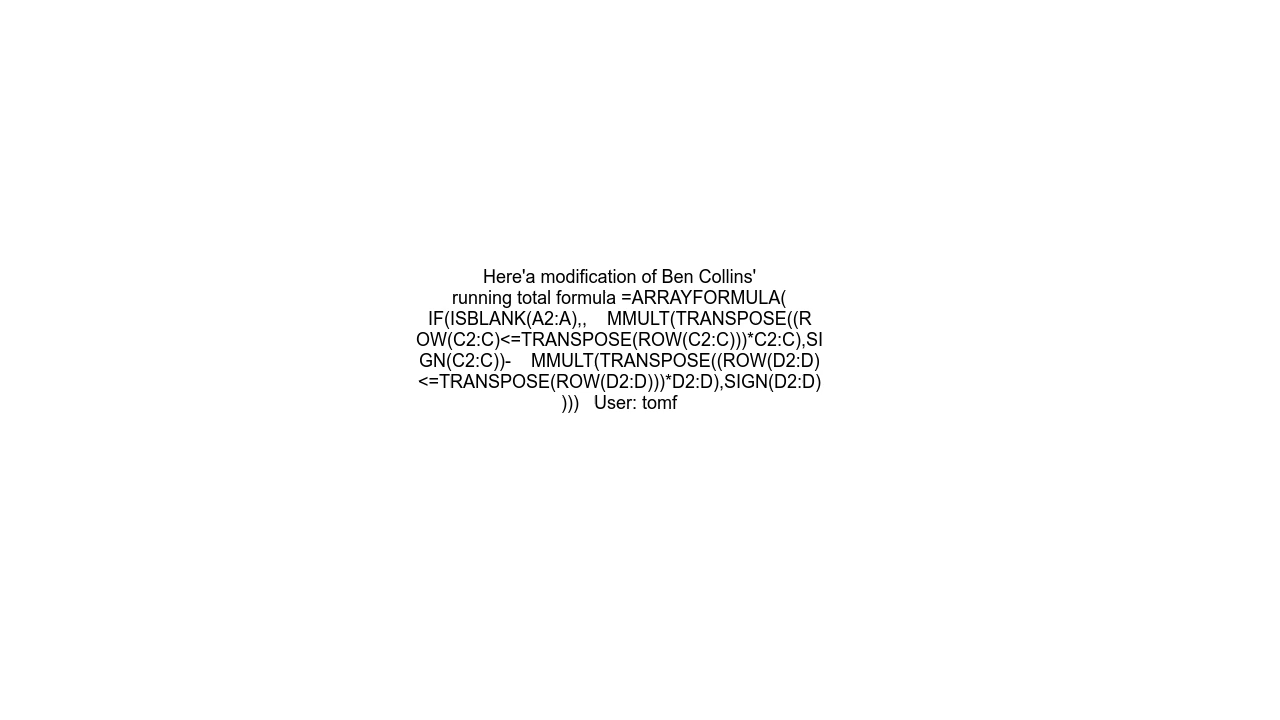 Here'a modification of Ben Collins'
running total formula =ARRAYFORMULA(
IF(ISBLANK(A2:A),,    MMULT(TRANSPOSE((R
OW(C2:C)<=TRANSPOSE(ROW(C2:C)))*C2:C),SI
GN(C2:C))-    MMULT(TRANSPOSE((ROW(D2:D)
<=TRANSPOSE(ROW(D2:D)))*D2:D),SIGN(D2:D)
)))   User: tomf